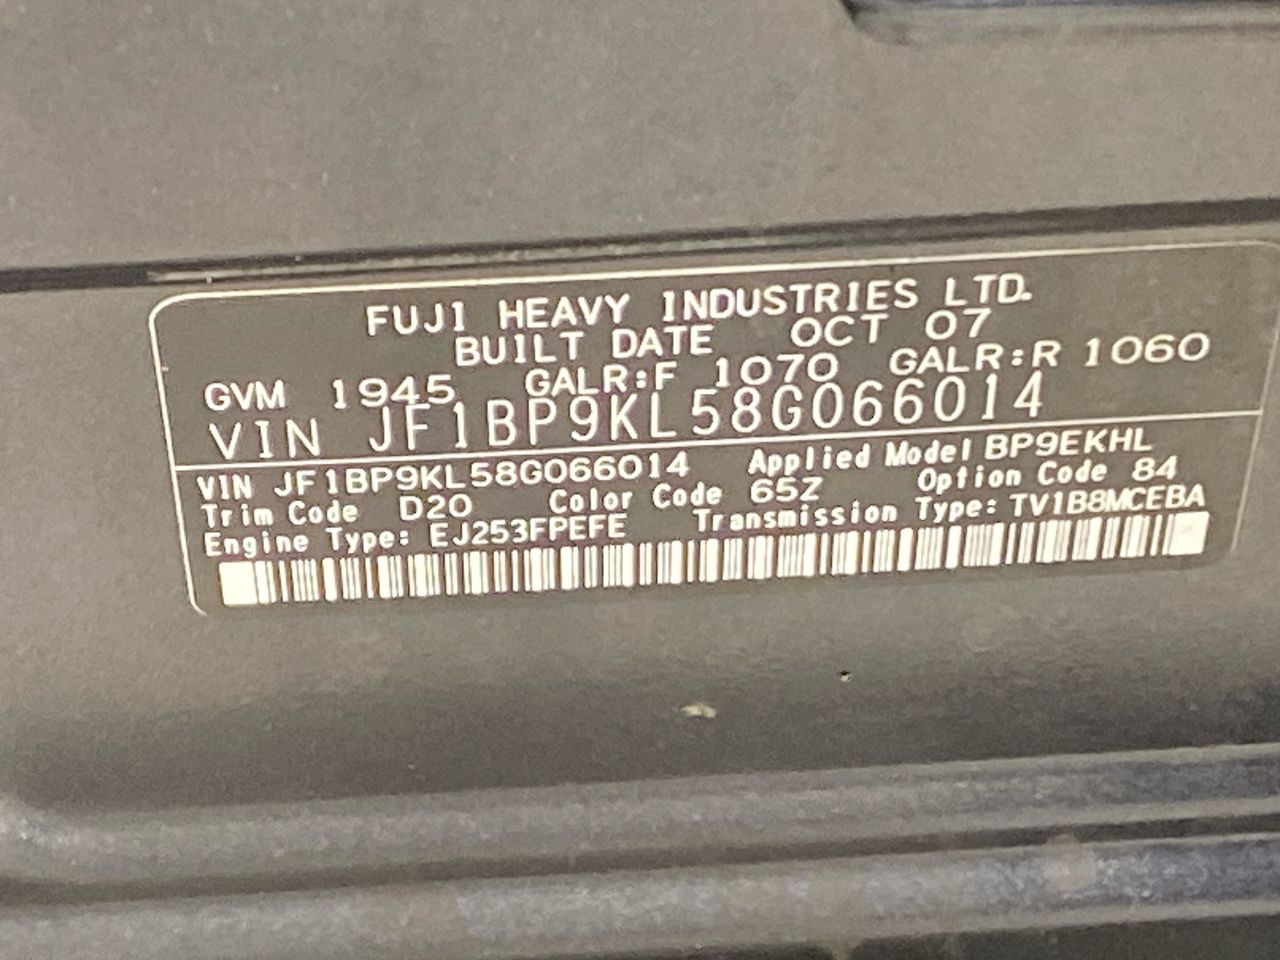 FUJI HEAVY INDUSTRIES LTD.
BUILT DATE OCT 07
GVM 1945 GALR:F 1070 GALR:R 1060
VIN JF1BP9KL58G066014
VIN JF1BP9KL58G066014 Applied Model BP9EKHL
Trim Code D20 Color Code 65Z Option Code 84
Engine Type: EJ253FPEFE Transmission Type: TV1B8MCEBA